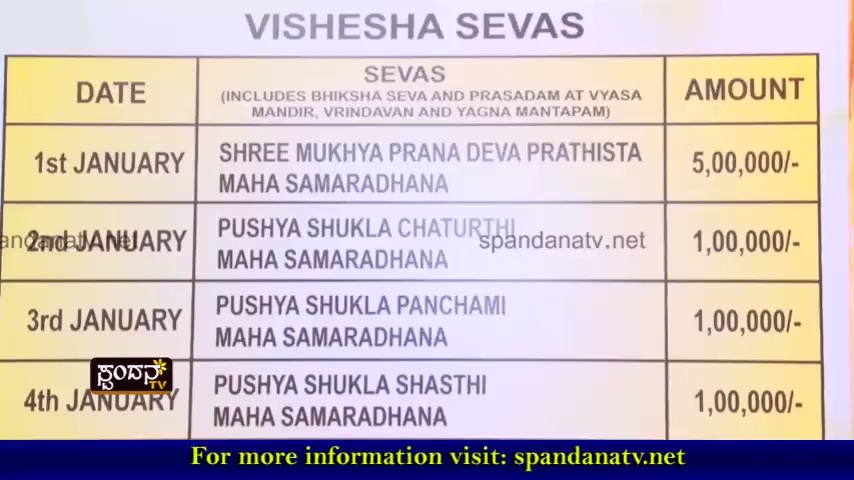 VISHESHA SEVAS
DATE
SEVAS
(INCLUDES BHIKSHA SEVA AND PRASADAM AT VYASA
MANDIR, VRINDAVAN AND YAGNA MANTAPAM)
AMOUNT
1st JANUARY
SHREE MUKHYA PRANA DEVA PRATHISTA
MAHA SAMARADHANA
5,00,000/-
2nd JANUARY
PUSHYA SHUKLA CHATURTHI
MAHA SAMARADHANA
1,00,000/-
andanatv.net
spandanatv.net
3rd JANUARY
PUSHYA SHUKLA PANCHAMI
MAHA SAMARADHANA
1,00,000/-
4th JANUARY
PUSHYA SHUKLA SHASTHI
MAHA SAMARADHANA
1,00,000/-
ಸ್ಪಂದನ
TV
For more information visit: spandanatv.net